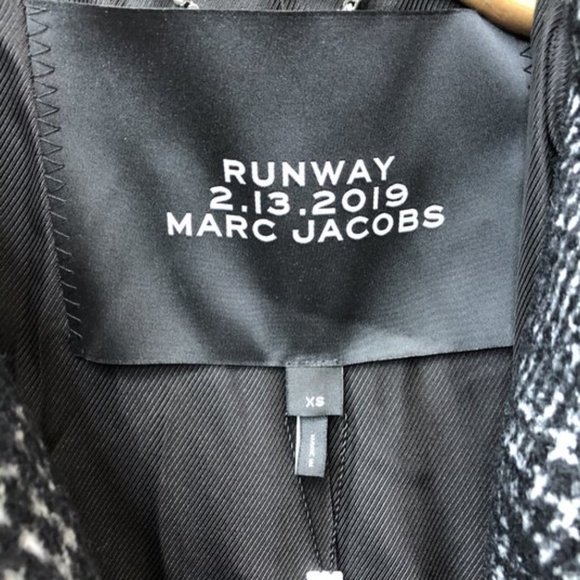 RUNWAY
2.13.2019
MARC JACOBS
XS